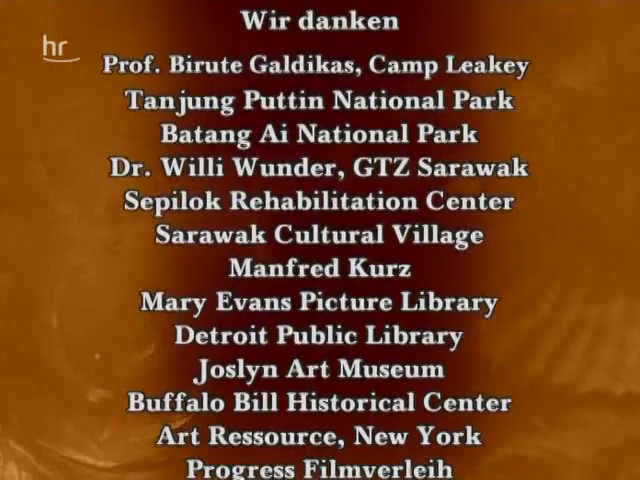 Wir danken
hr
Prof. Birute Galdikas, Camp Leakey
Tanjung Puttin National Park
Batang Ai National Park
Dr. Willi Wunder, GTZ Sarawak
Sepilok Rehabilitation Center
Sarawak Cultural Village
Manfred Kurz
Mary Evans Picture Library
Detroit Public Library
Joslyn Art Museum
Buffalo Bill Historical Center
Art Ressource, New York
Progress Filmverleih